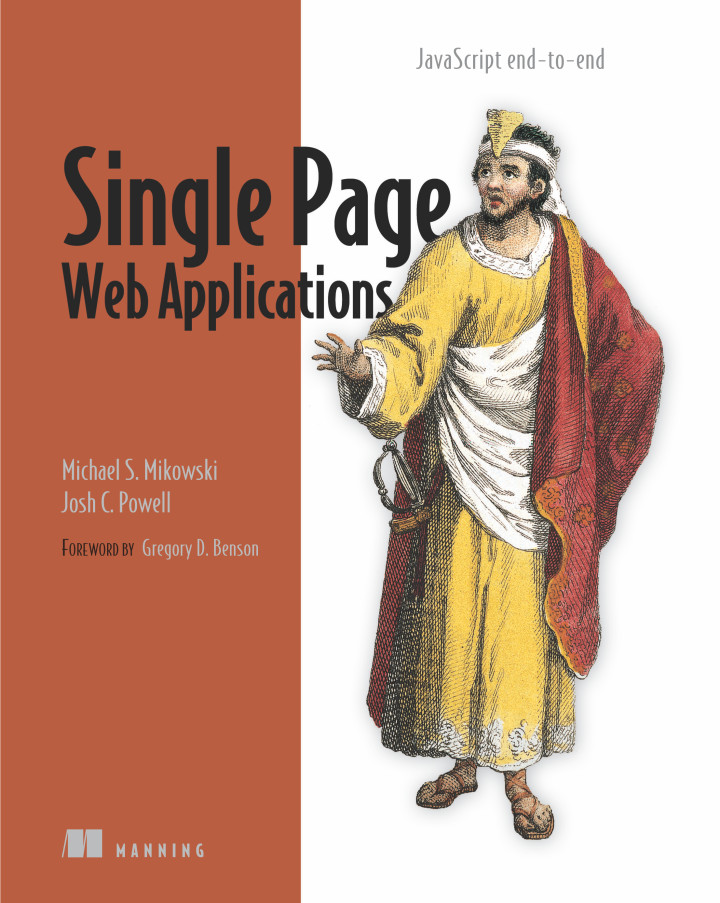 JavaScript end-to-end
Single Page
Web Applications
Michael S. Mikowski
Josh C. Powell
FOREWORD BY Gregory D. Benson
MANNING